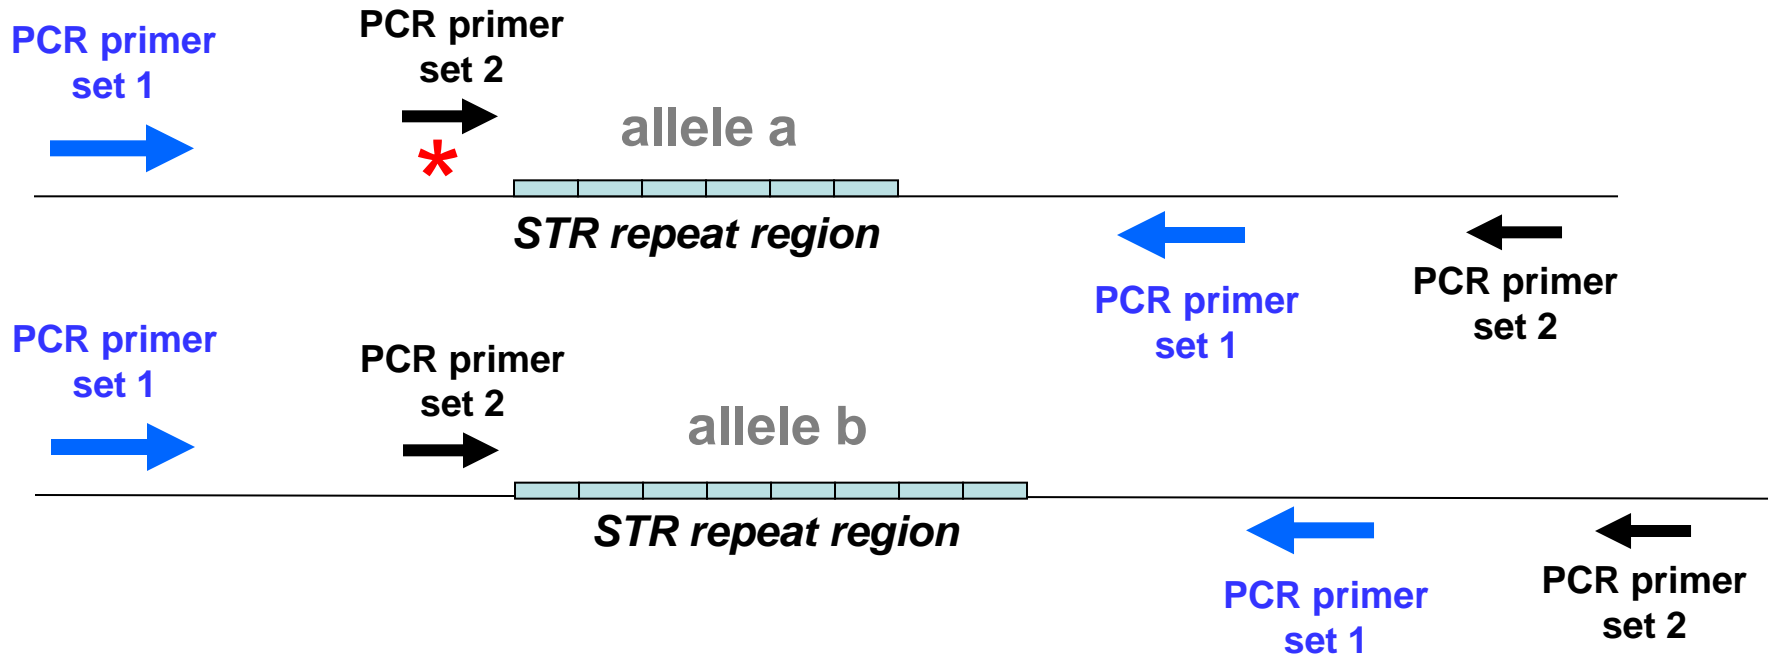 PCR primer
set 1
PCR primer
set 2
allele a
*
STR repeat region
PCR primer
set 1
PCR primer
set 2
PCR primer
set 1
PCR primer
set 2
allele b
STR repeat region
PCR primer
set 1
PCR primer
set 2